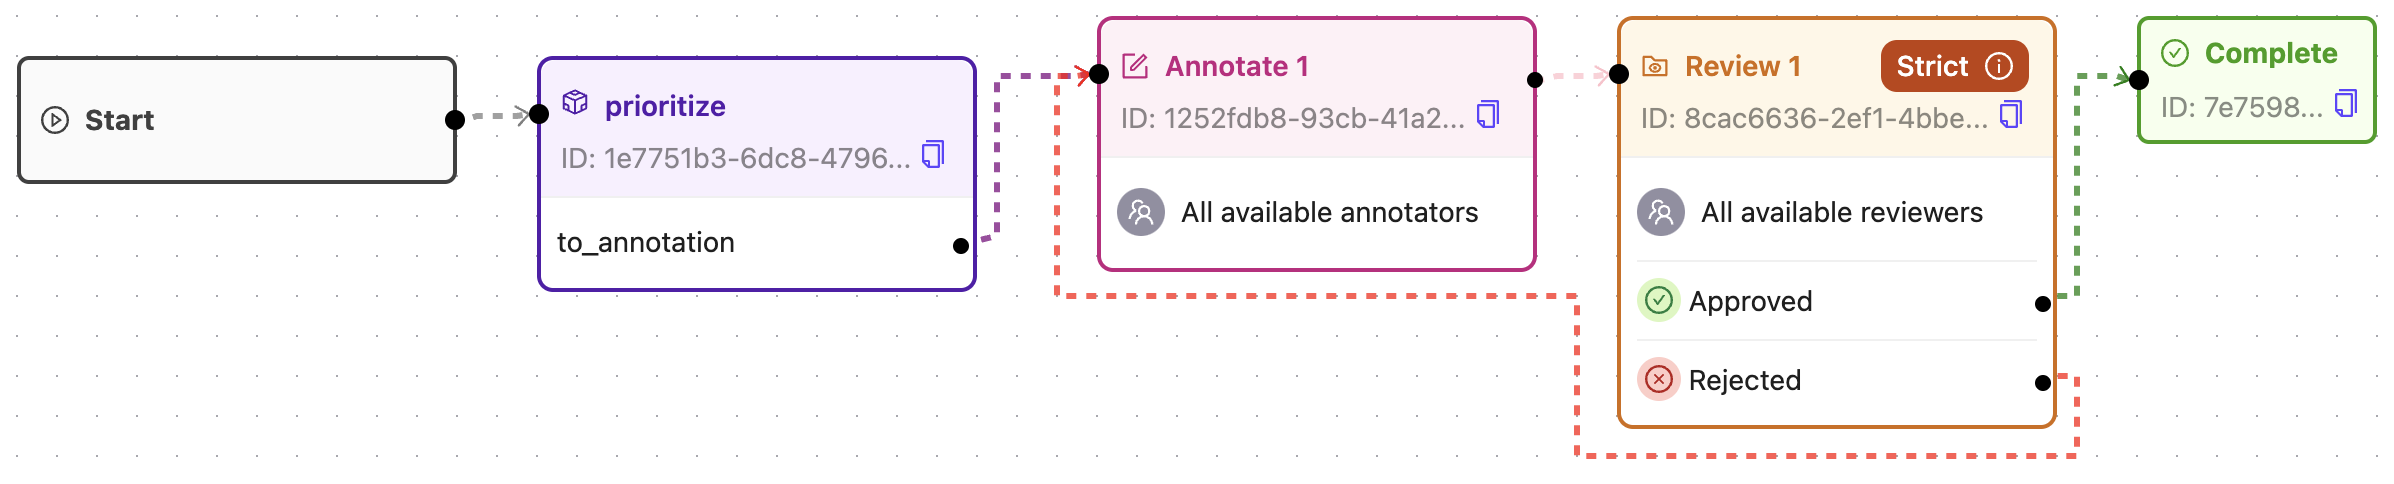 Start
prioritize
ID: 1e7751b3-6dc8-4796...
to_annotation
Annotate 1
ID: 1252fdb8-93cb-41a2...
All available annotators
Review 1
Strict
ID: 8cac6636-2ef1-4bbe...
All available reviewers
Approved
Rejected
Complete
ID: 7e7598...